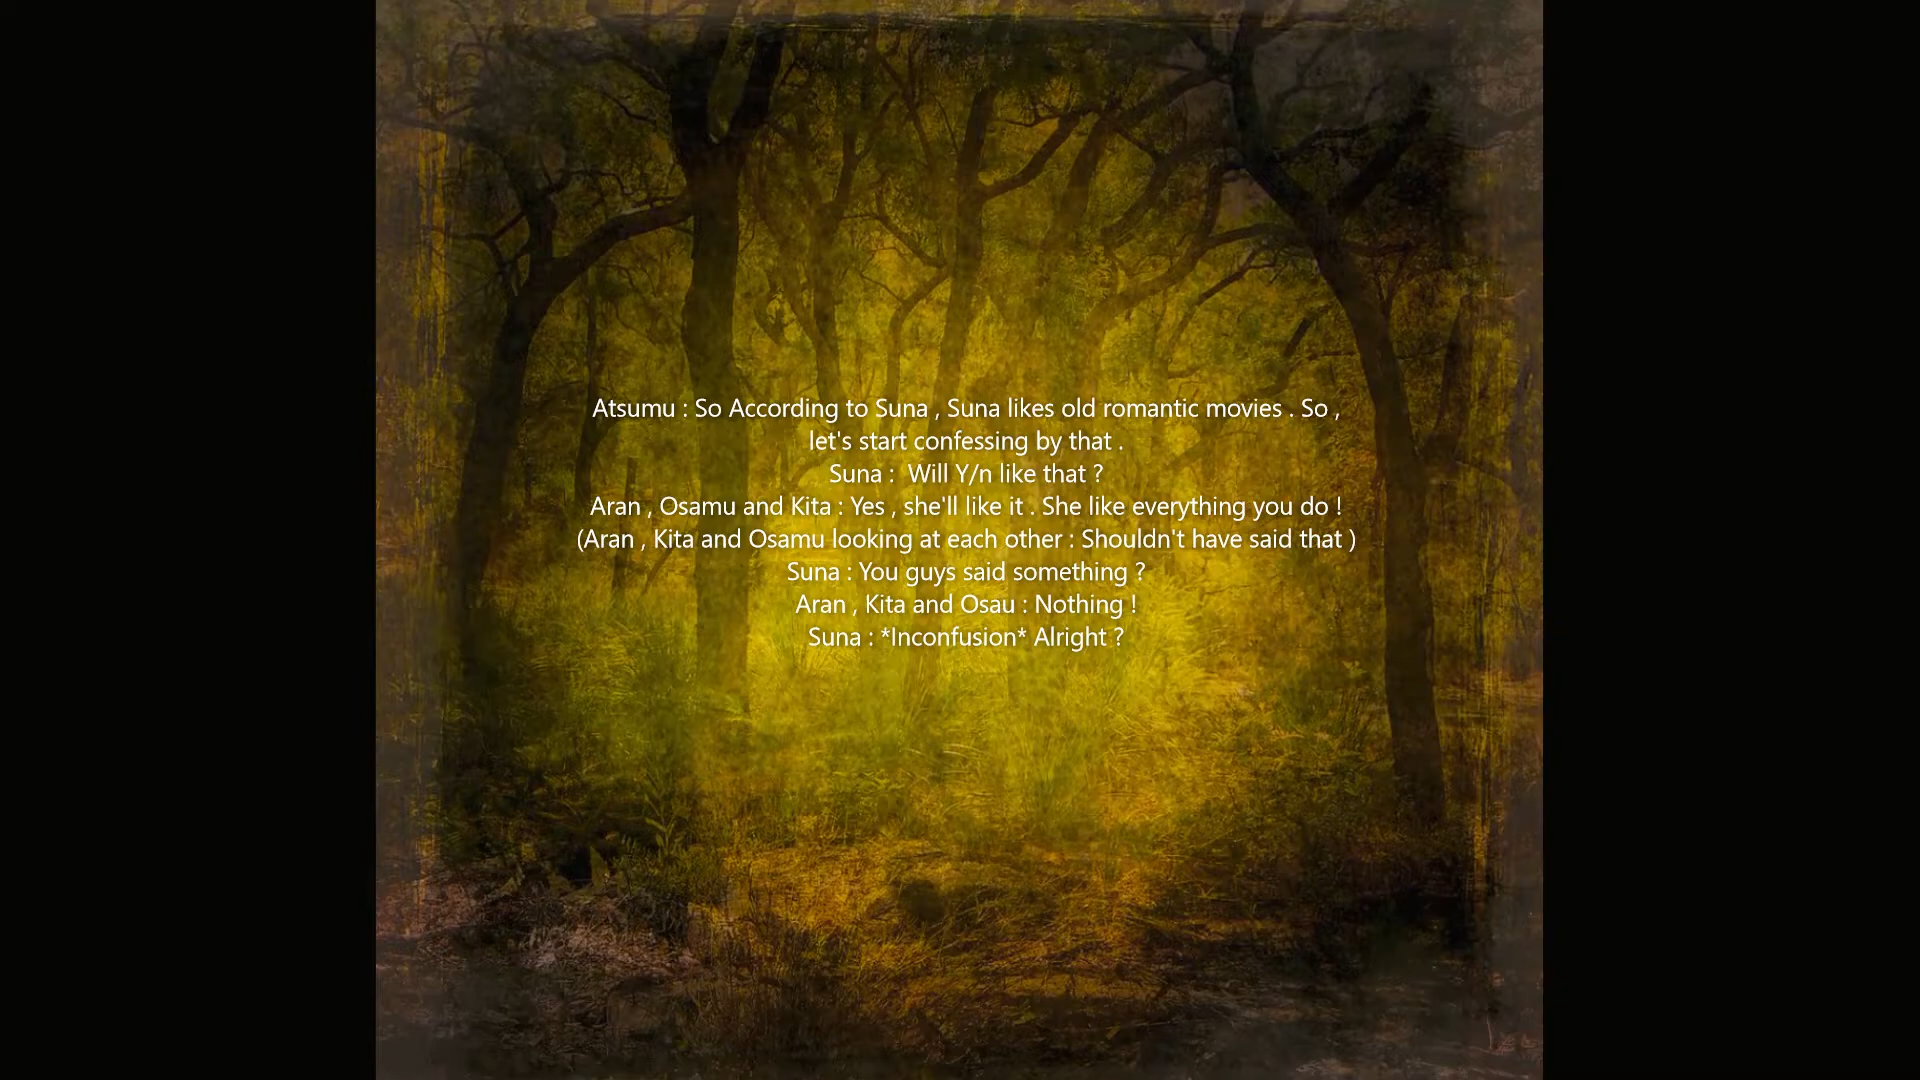 Atsumu : So According to Suna , Suna likes old romantic movies . So ,
let's start confessing by that .
Suna :  Will Y/n like that ?
Aran , Osamu and Kita : Yes , she'll like it . She like everything you do !
(Aran , Kita and Osamu looking at each other : Shouldn't have said that )
Suna : You guys said something ?
Aran , Kita and Osau : Nothing !
Suna : *Inconfusion* Alright ?